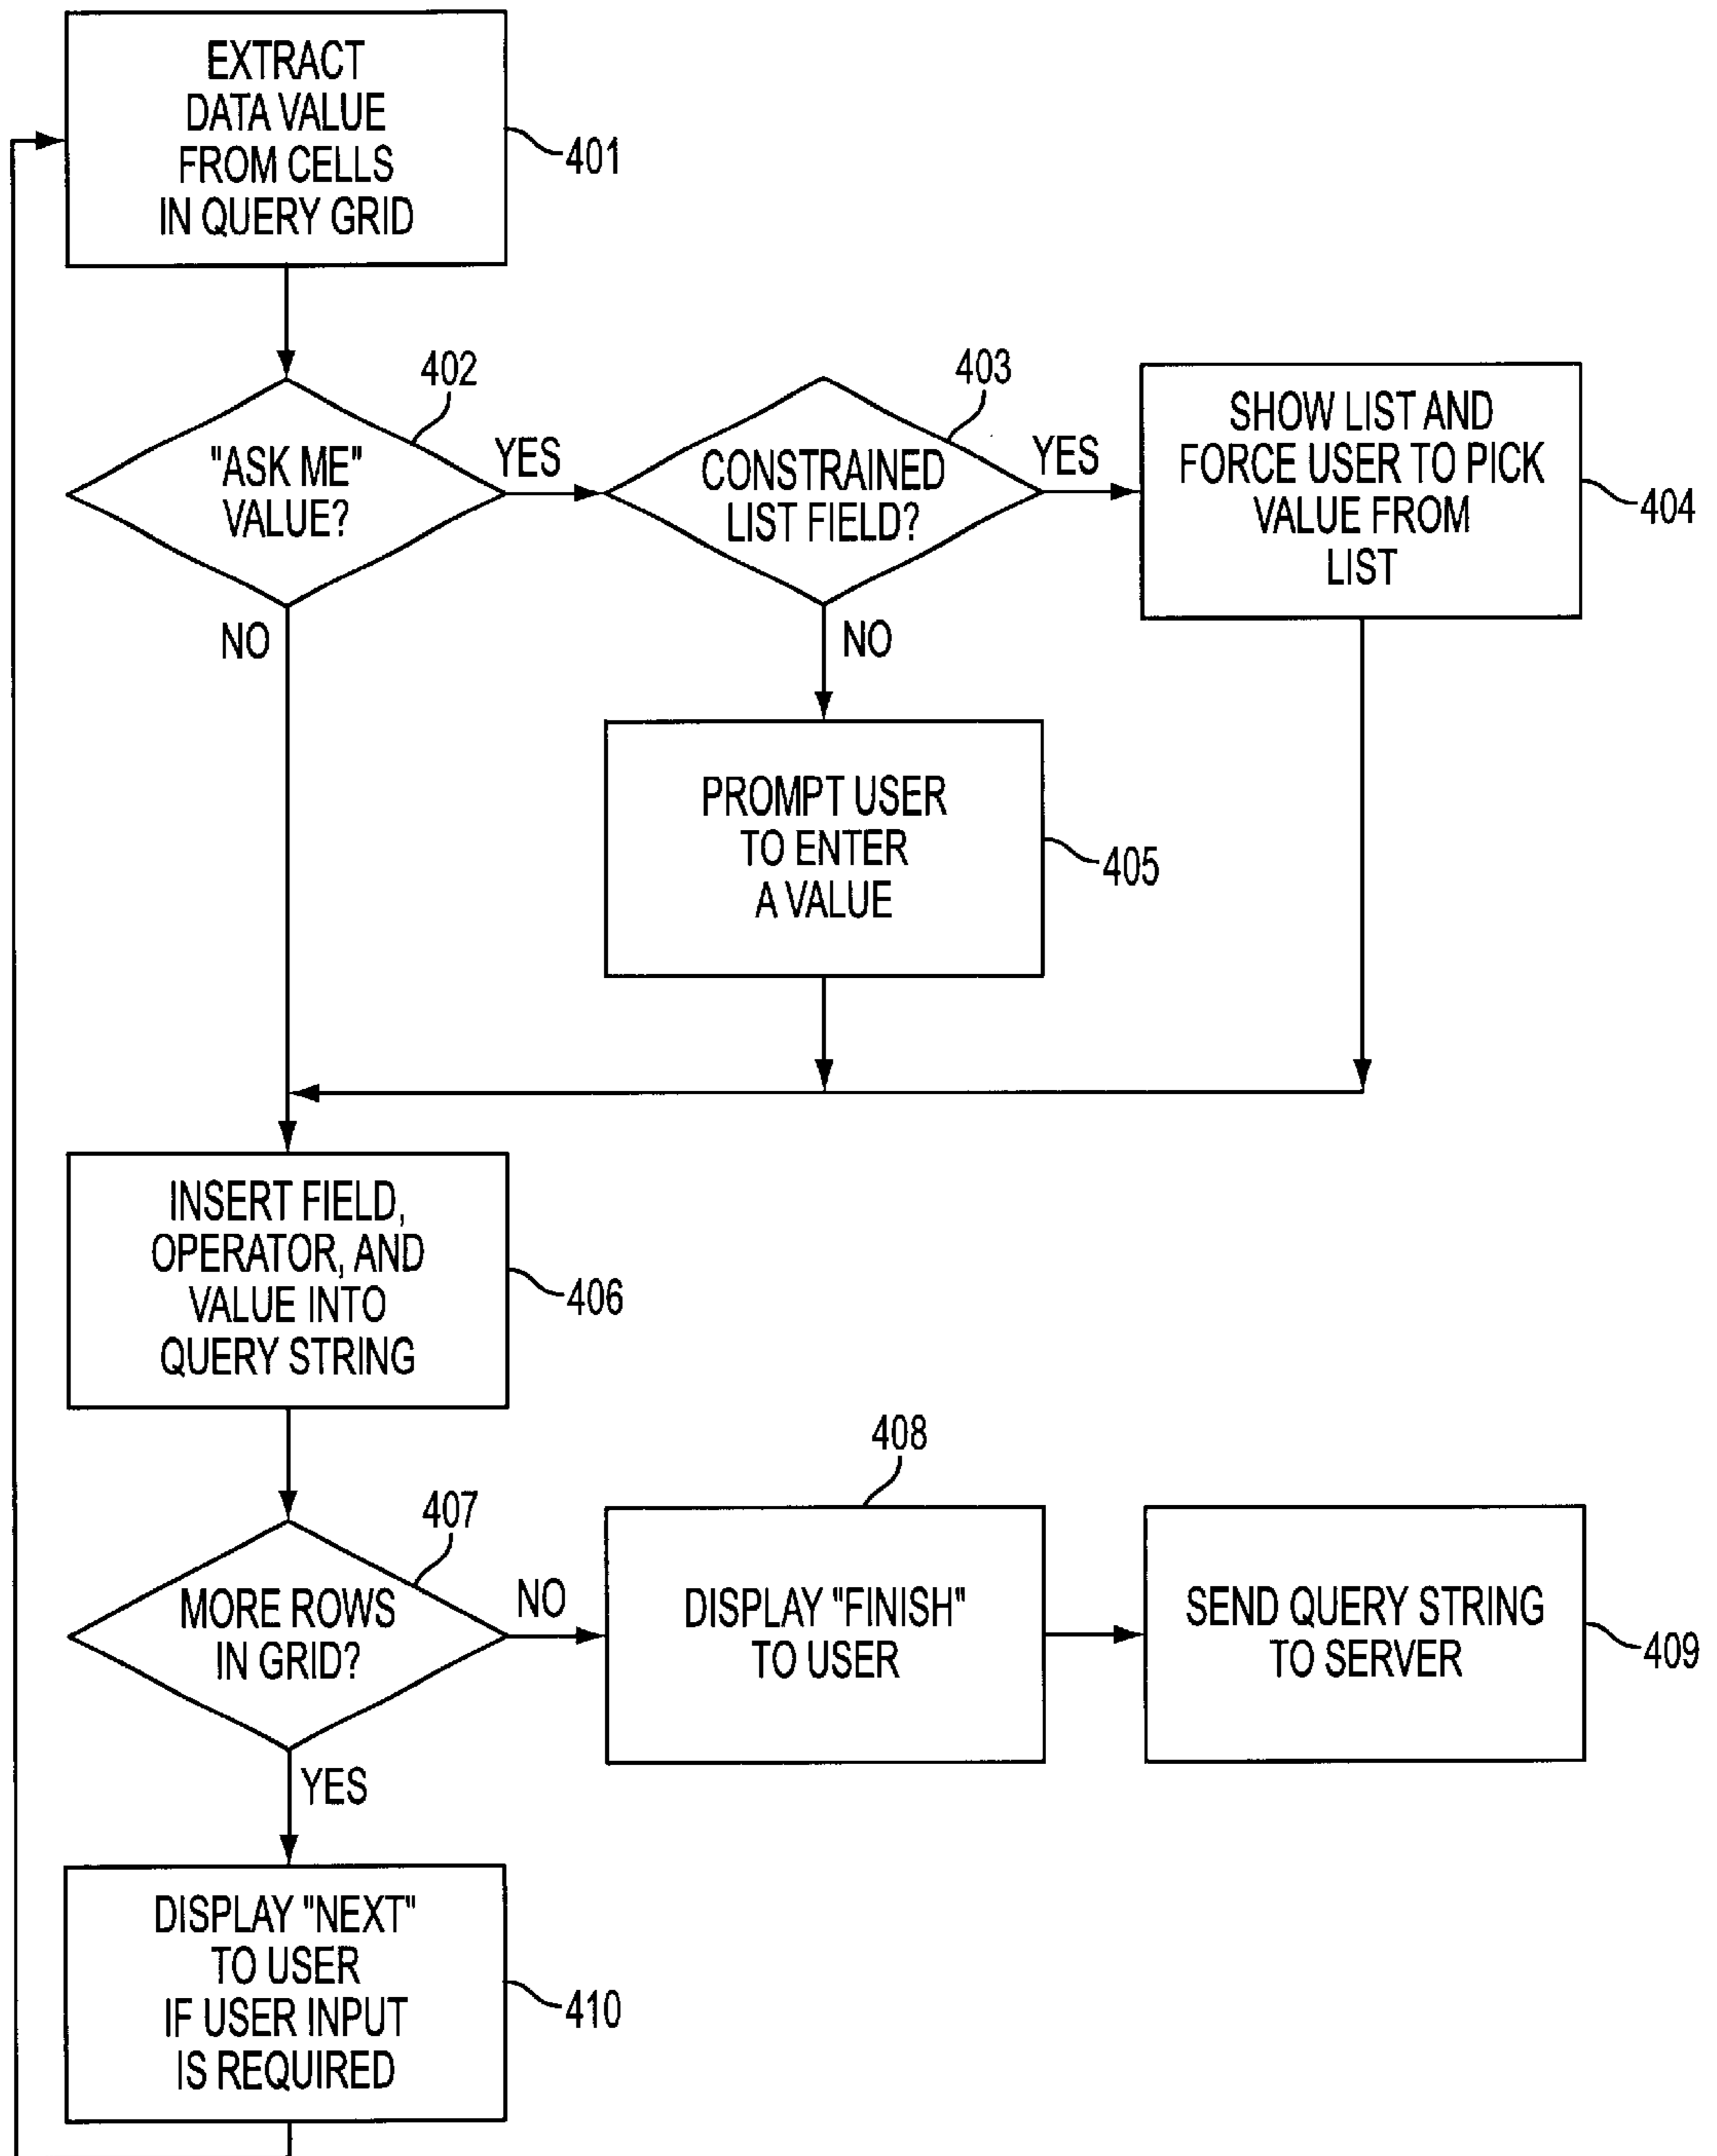 EXTRACT
DATA VALUE
FROM CELLS
IN QUERY GRID
401
402
"ASK ME"
VALUE?
YES
NO
403
CONSTRAINED
LIST FIELD?
YES
NO
SHOW LIST AND
FORCE USER TO PICK
VALUE FROM
LIST
404
PROMPT USER
TO ENTER
A VALUE
405
INSERT FIELD,
OPERATOR, AND
VALUE INTO
QUERY STRING
406
407
MORE ROWS
IN GRID?
NO
YES
408
DISPLAY "FINISH"
TO USER
SEND QUERY STRING
TO SERVER
409
DISPLAY "NEXT"
TO USER
IF USER INPUT
IS REQUIRED
410